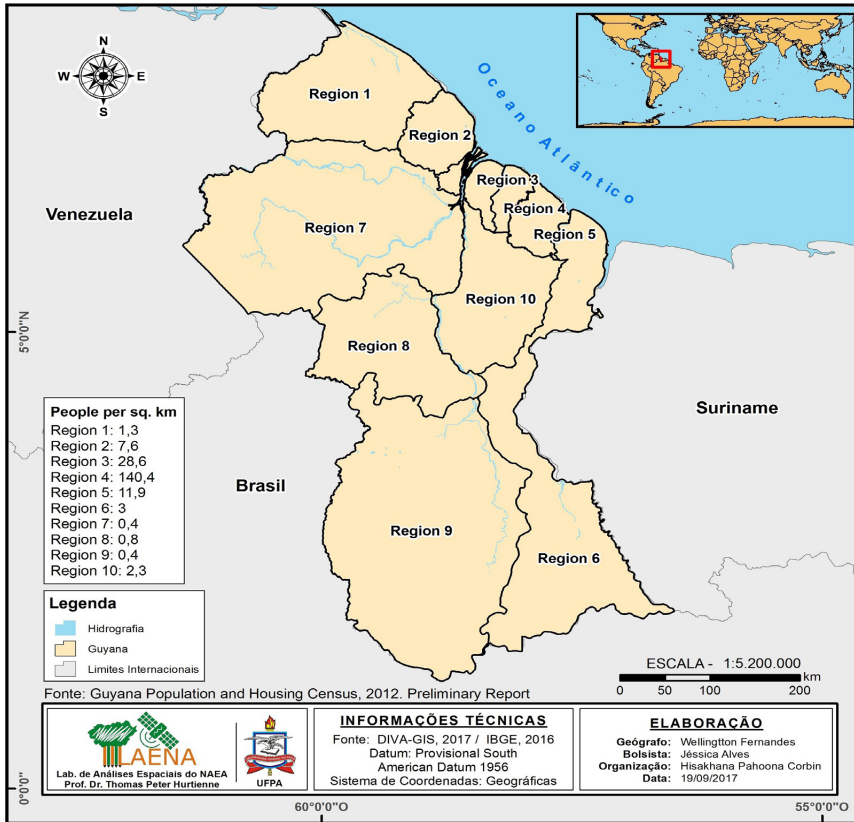 N
W E
S
Region 1
Region 2
Oceano Atlântico
Region 3
Region 4
Region 5
Venezuela
Region 7
Region 10
Region 8
5°0'0"N
Suriname
People per sq. km
Region 1: 1,3
Region 2: 7,6
Region 3: 28,6
Region 4: 140,4
Region 5: 11,9
Region 6: 3
Region 7: 0,4
Region 8: 0,8
Region 9: 0,4
Region 10: 2,3
Brasil
Region 9
Region 6
Legenda
Hidrografia
Guyana
Limites Internacionais
ESCALA - 1:5.200.000
km
0 50 100 200
Fonte: Guyana Population and Housing Census, 2012. Preliminary Report
LAENA
Lab. de Análises Espaciais do NAEA
Prof. Dr. Thomas Peter Hurtienne
UFPA
INFORMAÇÕES TÉCNICAS
Fonte: DIVA-GIS, 2017 / IBGE, 2016
Datum: Provisional South
American Datum 1956
Sistema de Coordenadas: Geográficas
ELABORAÇÃO
Geógrafo: Wellingtton Fernandes
Bolsista: Jéssica Alves
Organização: Hisakhana Pahoona Corbin
Data: 19/09/2017
0°0'0"
60°0'0"O
55°0'0"O